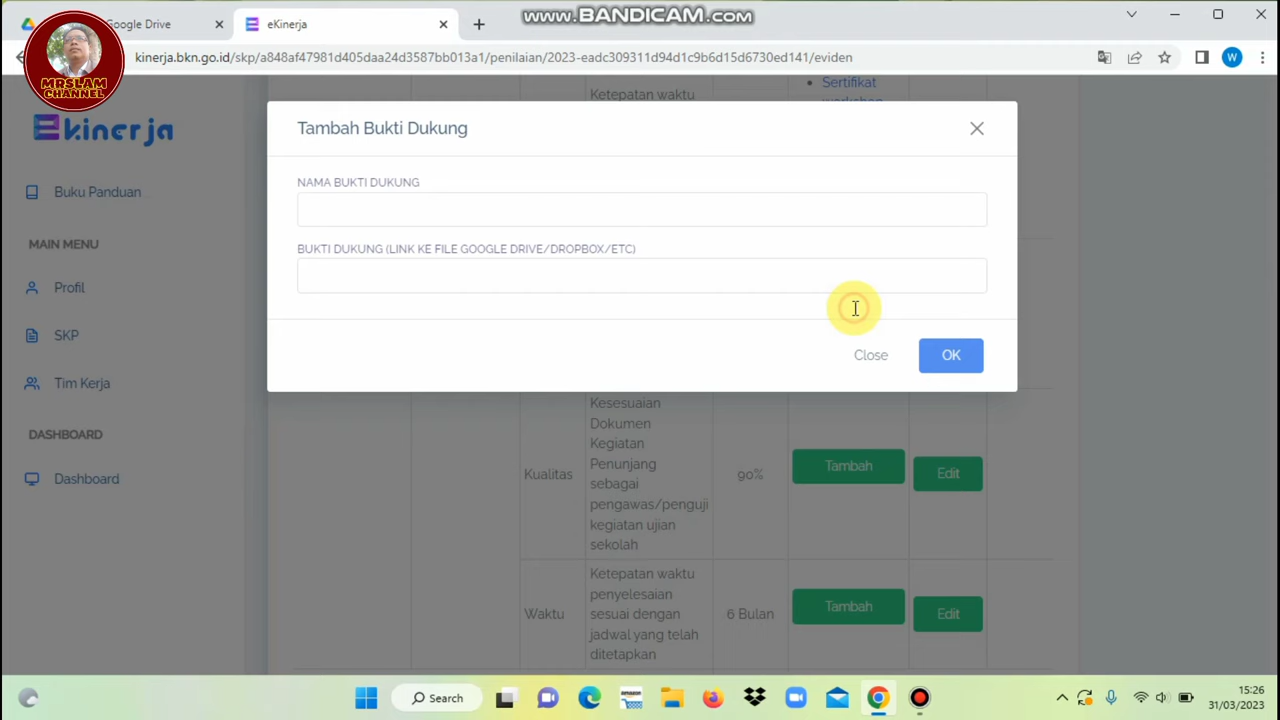 www.BANDICAM.com
Google Drive
eKinerja
kinerja.bkn.go.id/skp/a848af47981d405daa24d3587bb013a1/penilaian/2023-eadc309311d94d1c9b6d15d6730ed141/eviden
W
MRSLAM
CHANNEL
Ekinerja
Buku Panduan
MAIN MENU
Profil
SKP
Tim Kerja
DASHBOARD
Dashboard
Ketepatan waktu
Sertifikat
workshop
Tambah Bukti Dukung
NAMA BUKTI DUKUNG
BUKTI DUKUNG (LINK KE FILE GOOGLE DRIVE/DROPBOX/ETC)
Close
OK
Kualitas
Kesesuaian
Dokumen
Kegiatan
Penunjang
sebagai
pengawas/penguji
kegiatan ujian
sekolah
90%
Tambah
Edit
Waktu
Ketepatan waktu
penyelesaian
sesuai dengan
jadwal yang telah
ditetapkan
6 Bulan
Tambah
Edit
Search
amazon
15:26
31/03/2023